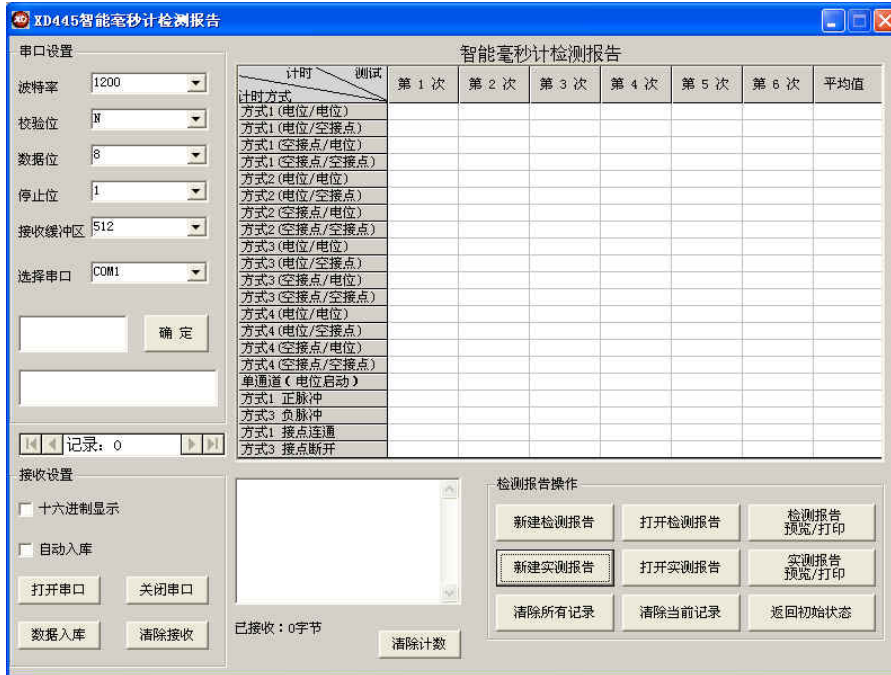 XD445智能毫秒计检测报告
串口设置
波特率 1200
校验位 N
数据位 8
停止位 1
接收缓冲区 512
选择串口 COM1
确 定
记录: 0
接收设置
十六进制显示
自动入库
打开串口 关闭串口
数据入库 清除接收
智能毫秒计检测报告
计时 测试
计时方式
第 1 次 第 2 次 第 3 次 第 4 次 第 5 次 第 6 次 平均值
方式1(电位/电位)
方式1(电位/空接点)
方式1(空接点/电位)
方式1(空接点/空接点)
方式2(电位/电位)
方式2(电位/空接点)
方式2(空接点/电位)
方式2(空接点/空接点)
方式3(电位/电位)
方式3(电位/空接点)
方式3(空接点/电位)
方式3(空接点/空接点)
方式4(电位/电位)
方式4(电位/空接点)
方式4(空接点/电位)
方式4(空接点/空接点)
单通道(电位启动)
方式1 正脉冲
方式3 负脉冲
方式1 接点连通
方式3 接点断开
已接收:0字节
清除计数
检测报告操作
新建检测报告 打开检测报告 检测报告
预览/打印
新建实测报告 打开实测报告 实测报告
预览/打印
清除所有记录 清除当前记录 返回初始状态